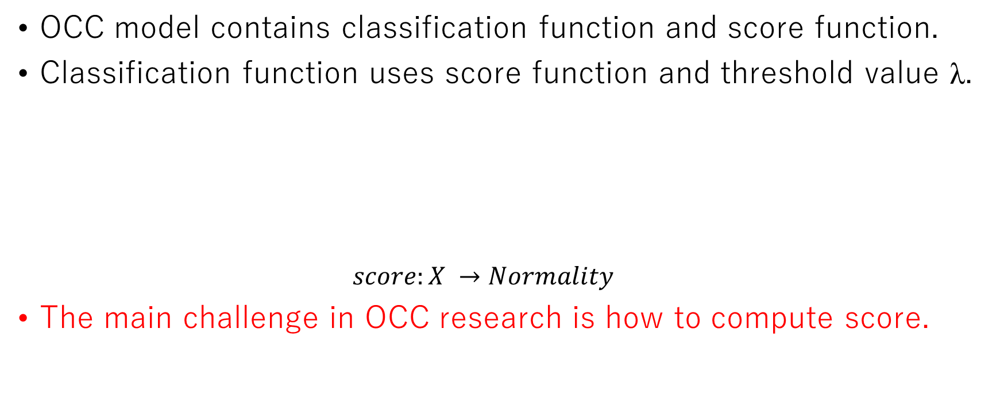 • OCC model contains classification function and score function.
• Classification function uses score function and threshold value λ.
score: X → Normality
• The main challenge in OCC research is how to compute score.